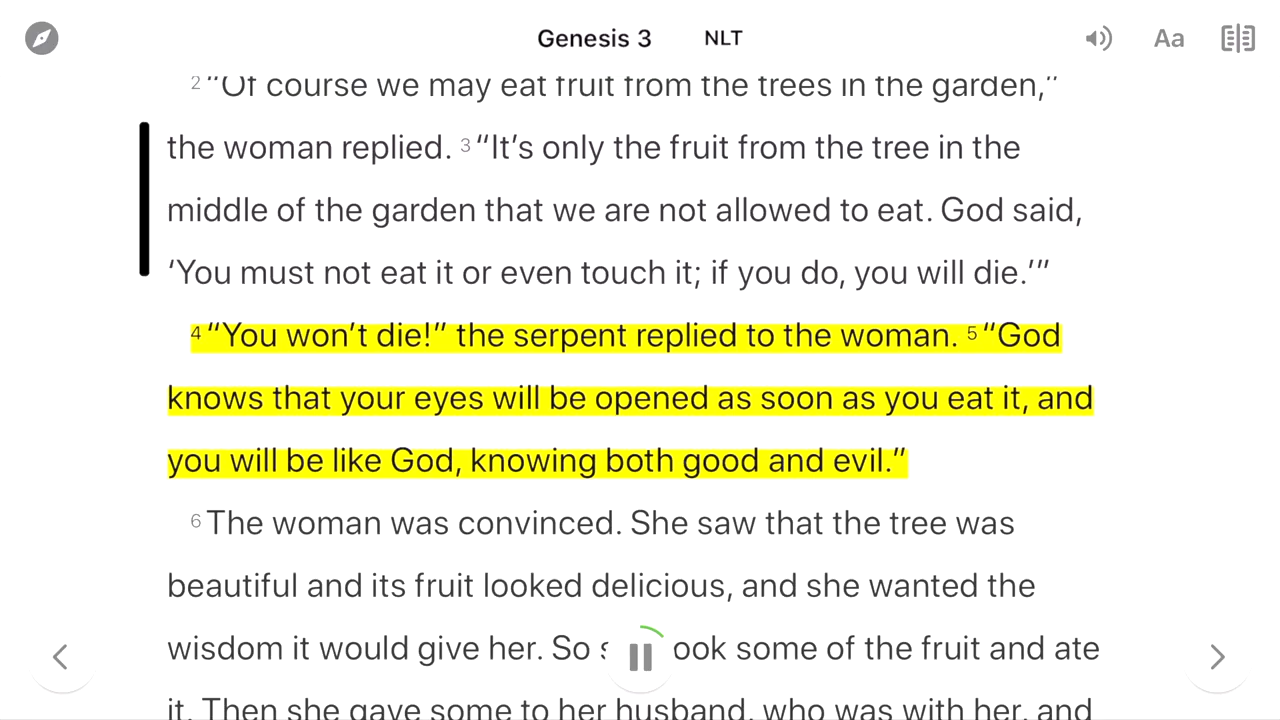 Genesis 3 NLT
Aa
2 "Of course we may eat fruit from the trees in the garden,"
the woman replied. 3 “It’s only the fruit from the tree in the
middle of the garden that we are not allowed to eat. God said,
‘You must not eat it or even touch it; if you do, you will die.’”
4 “You won’t die!” the serpent replied to the woman. 5 “God
knows that your eyes will be opened as soon as you eat it, and
you will be like God, knowing both good and evil.”
6 The woman was convinced. She saw that the tree was
beautiful and its fruit looked delicious, and she wanted the
wisdom it would give her. So some of the fruit and ate
it. Then she gave some to her husband, who was with her, and